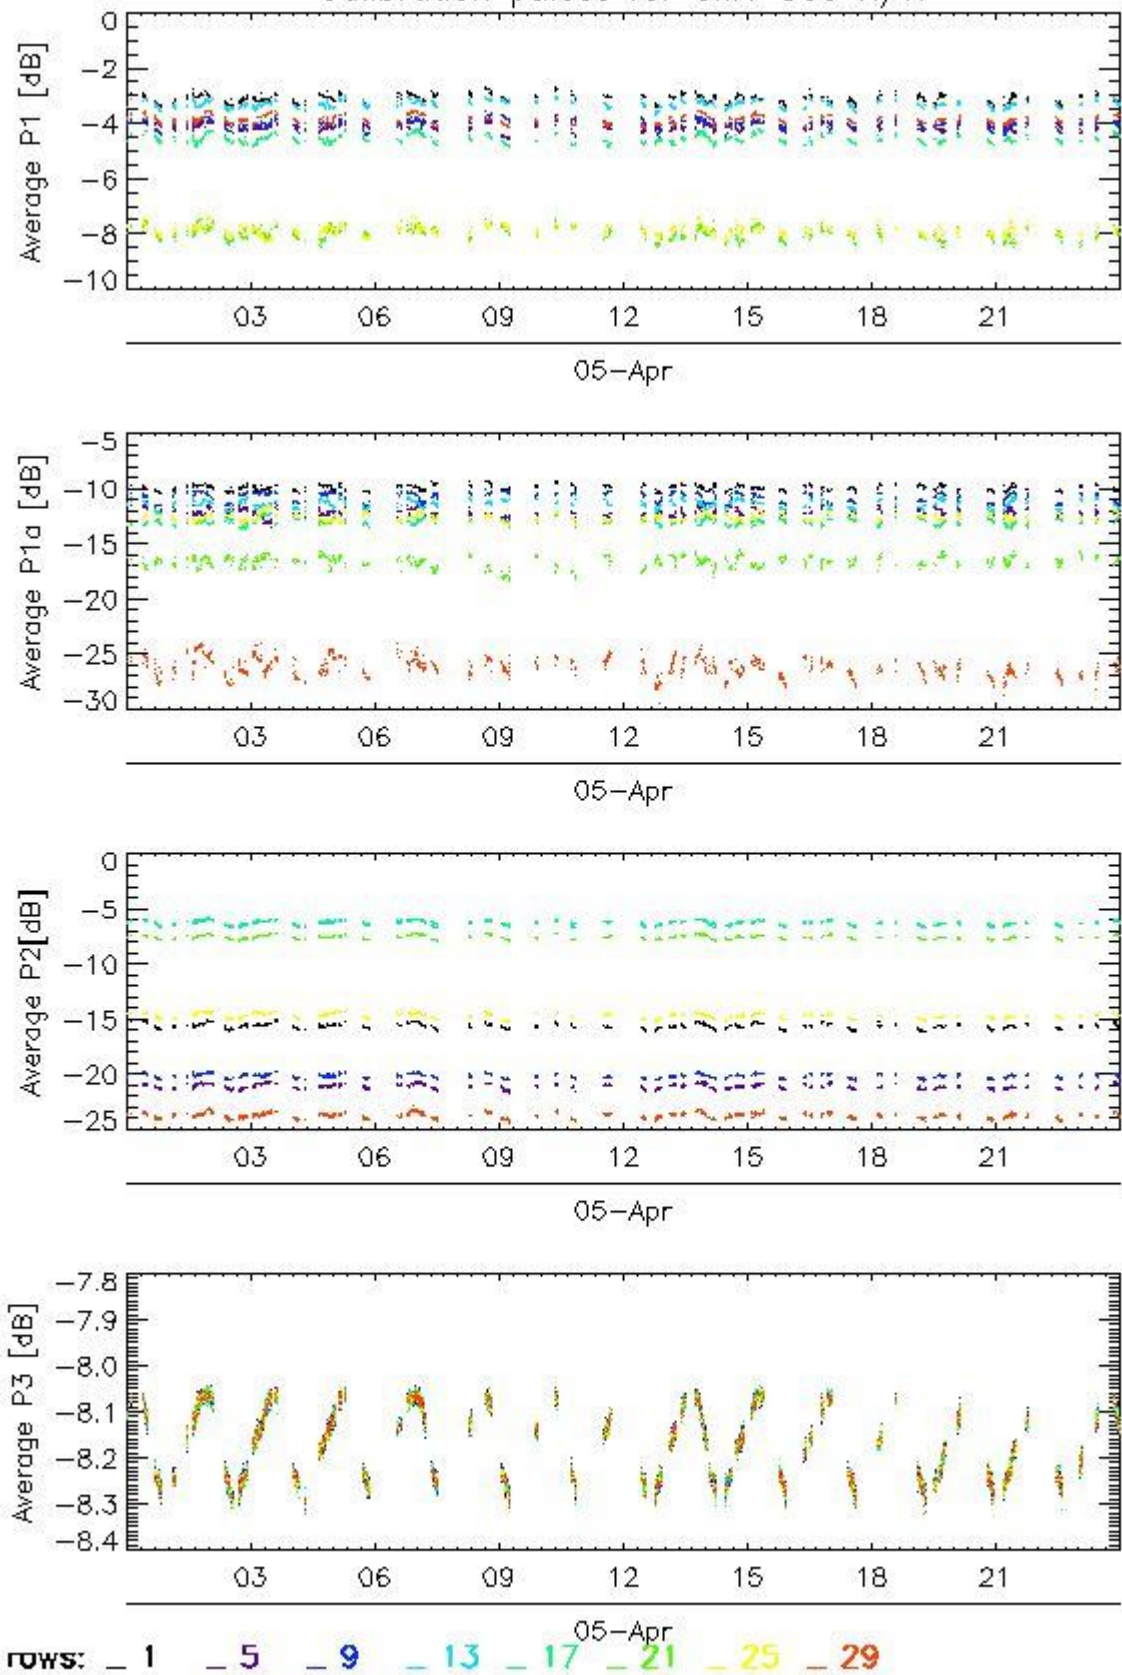 0
−2
−4
−6
−8
−10
Average P1 [dB]
03 06 09 12 15 18 21
05−Apr
−5
−10
−15
−20
−25
−30
Average P1a [dB]
03 06 09 12 15 18 21
05−Apr
0
−5
−10
−15
−20
−25
Average P2[dB]
03 06 09 12 15 18 21
05−Apr
−7.8
−7.9
−8.0
−8.1
−8.2
−8.3
−8.4
Average P3 [dB]
03 06 09 12 15 18 21
05−Apr
rows: _ 1 _ 5 _ 9 _ 13 _ 17 _ 21 _ 25 _ 29